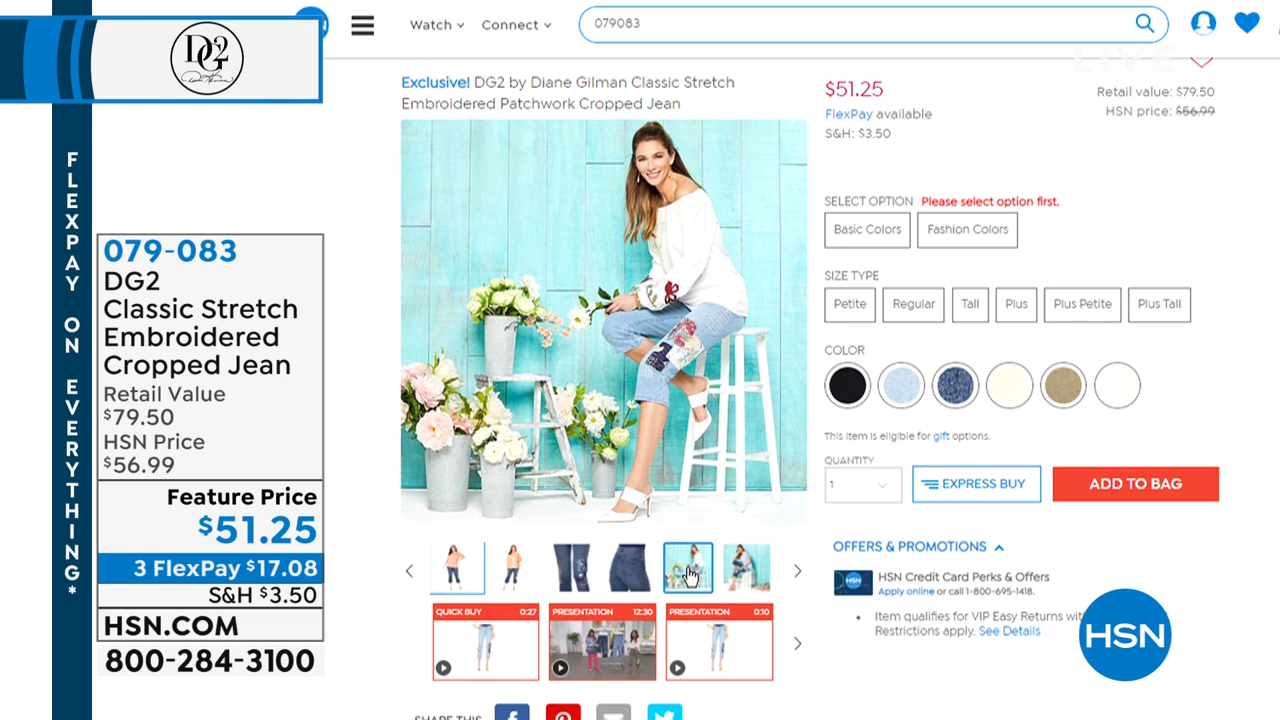 DG2
FLEXPAY ON EVERYTHING*
079-083
DG2
Classic Stretch
Embroidered
Cropped Jean
Retail Value
$79.50
HSN Price
$56.99
Feature Price
$51.25
3 FlexPay $17.08
S&H $3.50
HSN.COM
800-284-3100
Watch
Connect
079083
LIVE
Exclusive! DG2 by Diane Gilman Classic Stretch
Embroidered Patchwork Cropped Jean
$51.25
FlexPay available
S&H: $3.50
Retail value: $79.50
HSN price: $56.99
SELECT OPTION Please select option first.
Basic Colors
Fashion Colors
SIZE TYPE
Petite
Regular
Tall
Plus
Plus Petite
Plus Tall
COLOR
This item is eligible for gift options.
QUANTITY
1
EXPRESS BUY
ADD TO BAG
OFFERS & PROMOTIONS
HSN
HSN Credit Card Perks & Offers
Apply online or call 1-800-695-1418.
Item qualifies for VIP Easy Returns
Restrictions apply. See Details
HSN
QUICK BUY 0:27
PRESENTATION 12:30
PRESENTATION 0:10
SHARE THIS